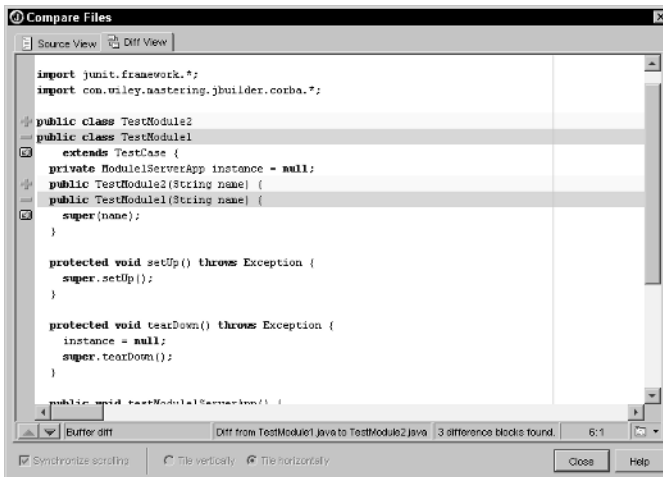 Compare Files
Source View Diff View
import junit.framework.*;
import com.wiley.mastering.jbuilder.corba.*;
public class TestModule2
public class TestModule1
extends TestCase {
private Module1ServerApp instance = null;
public TestModule2(String name) {
public TestModule1(String name) {
super(name);
}
protected void setUp() throws Exception {
super.setUp();
}
protected void tearDown() throws Exception {
instance = null;
super.tearDown();
}
public void testModule1ServerApp() {
Buffer diff Diff from TestModule1.java to TestModule2.java 3 difference blocks found. 6:1
Synchronize scrolling Tile vertically Tile horizontally Close Help